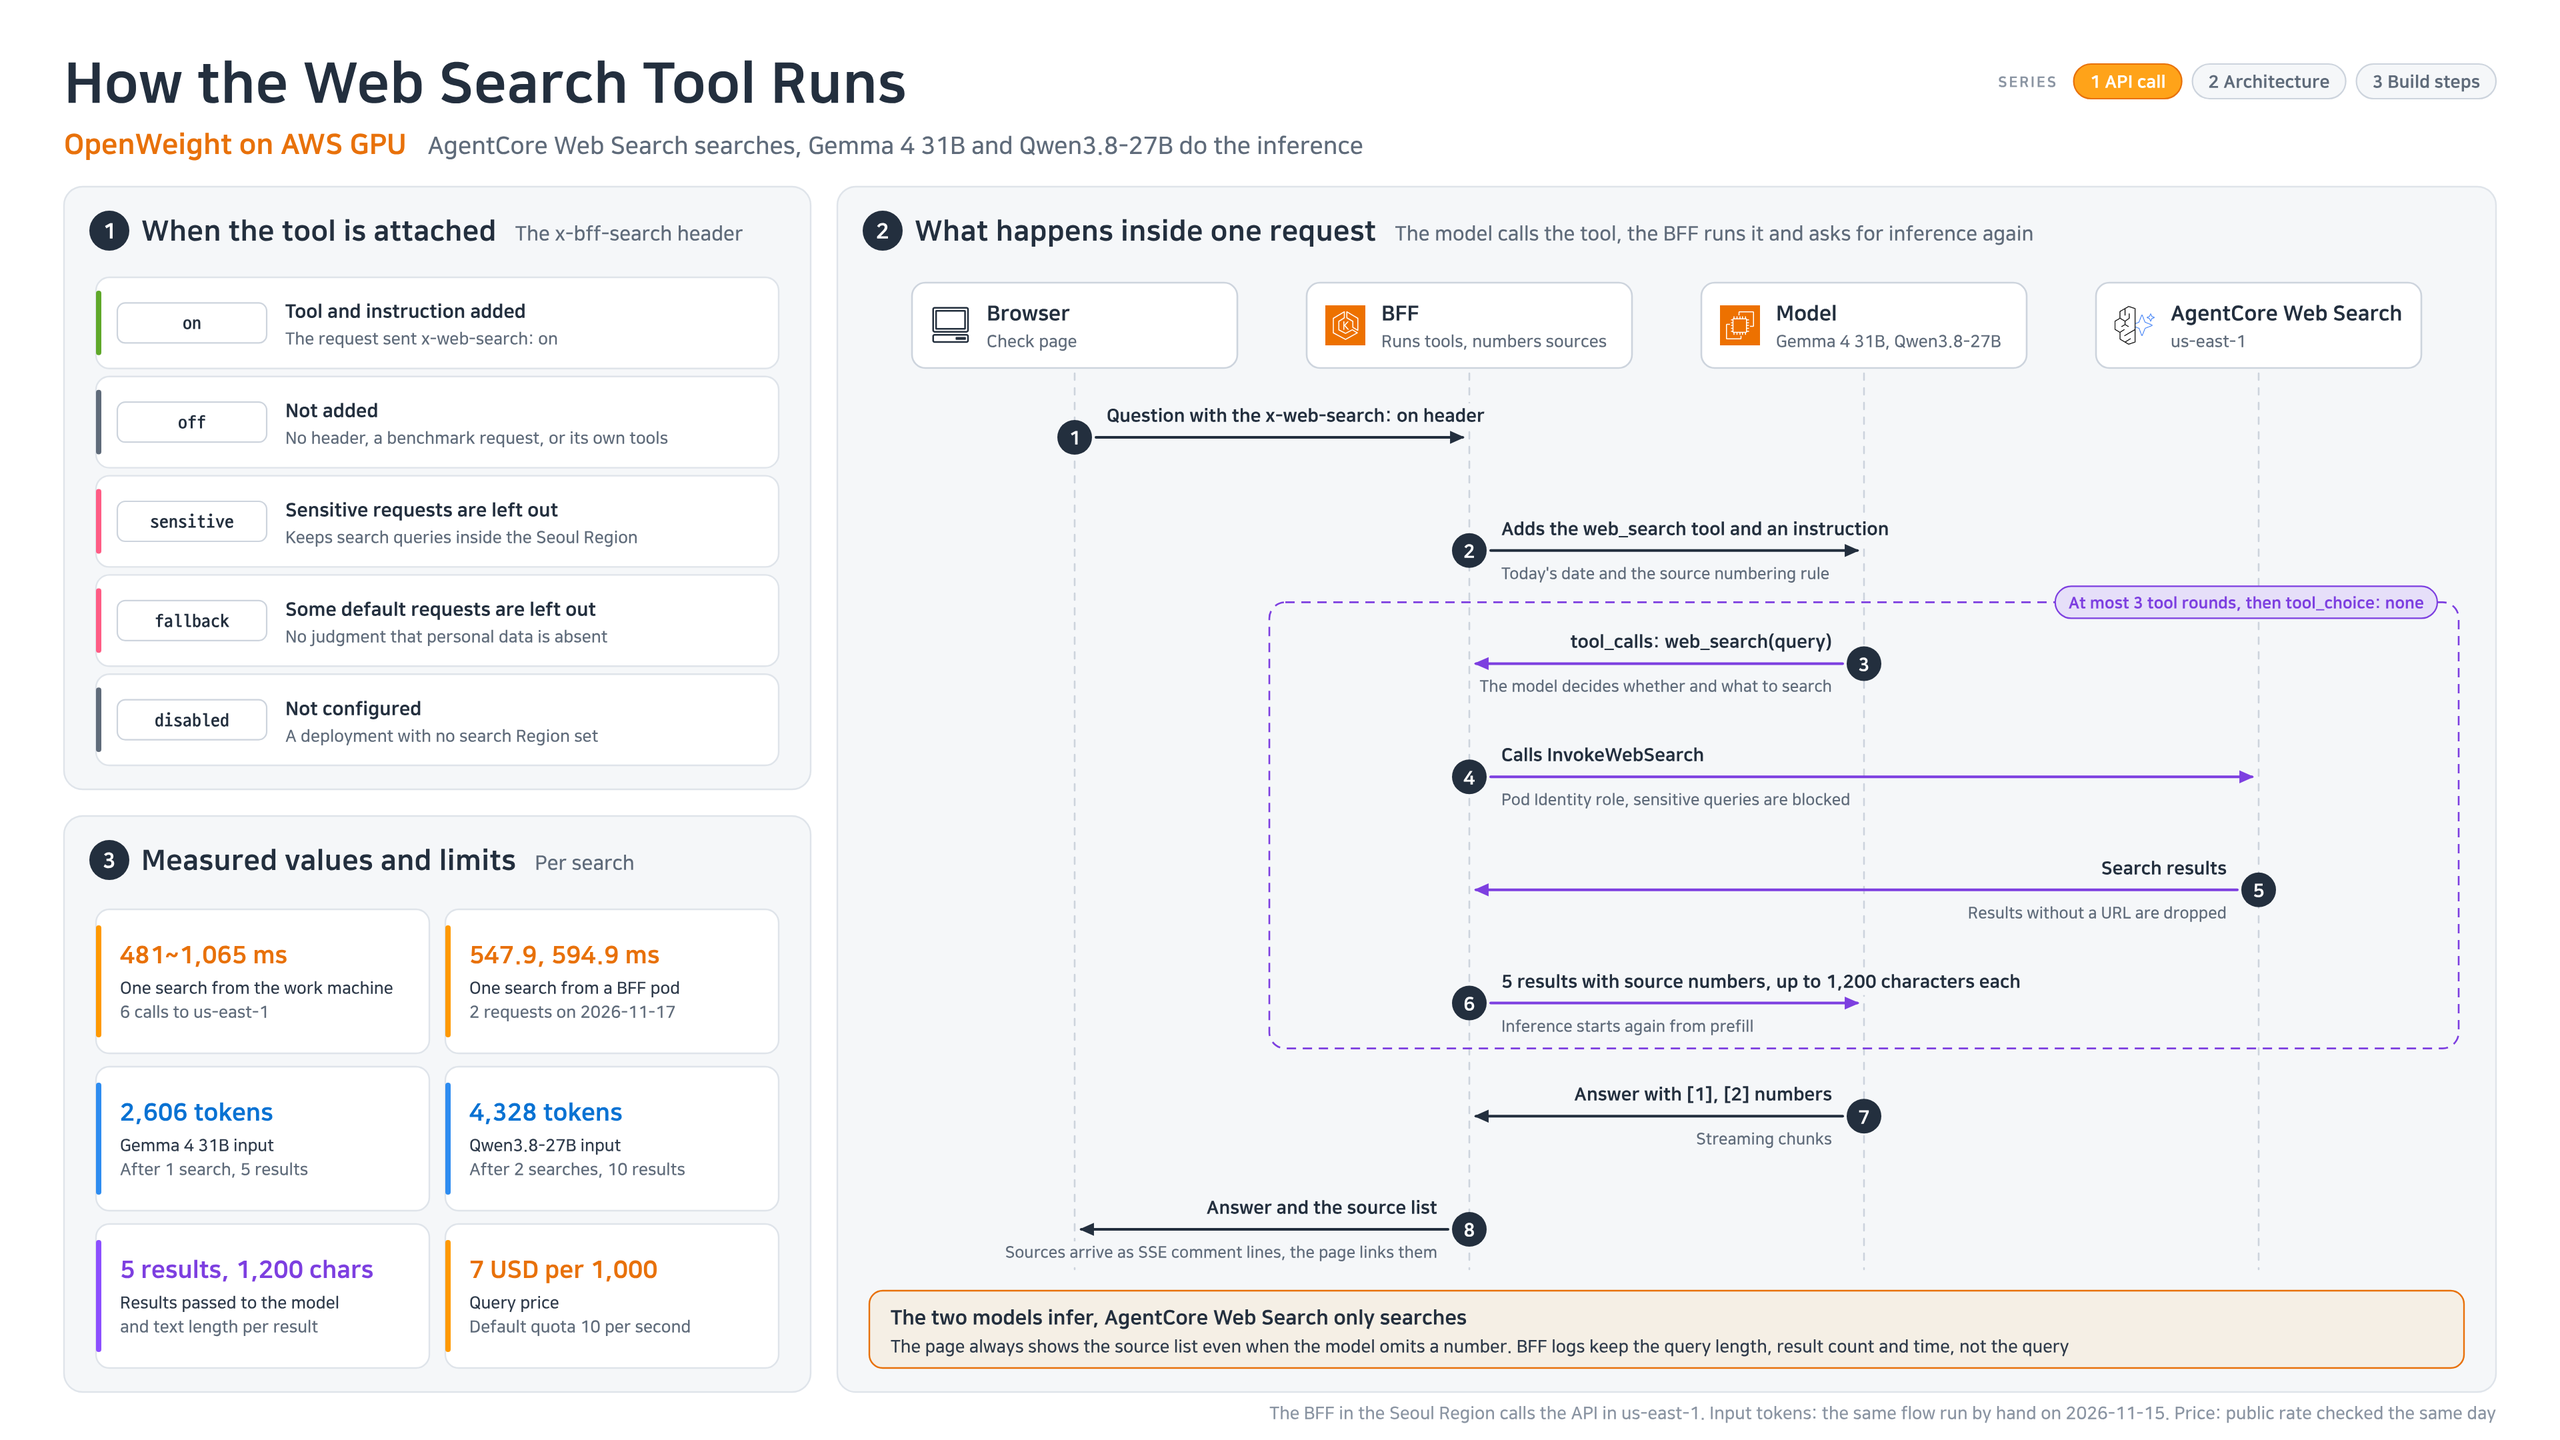 How the Web Search Tool Runs
SERIES 1 API call 2 Architecture 3 Build steps
OpenWeight on AWS GPU AgentCore Web Search searches, Gemma 4 31B and Qwen3.8-27B do the inference
1 When the tool is attached The x-bff-search header
on
Tool and instruction added
The request sent x-web-search: on
off
Not added
No header, a benchmark request, or its own tools
sensitive
Sensitive requests are left out
Keeps search queries inside the Seoul Region
fallback
Some default requests are left out
No judgment that personal data is absent
disabled
Not configured
A deployment with no search Region set
3 Measured values and limits Per search
481~1,065 ms
One search from the work machine
6 calls to us-east-1
547.9, 594.9 ms
One search from a BFF pod
2 requests on 2026-11-17
2,606 tokens
Gemma 4 31B input
After 1 search, 5 results
4,328 tokens
Qwen3.8-27B input
After 2 searches, 10 results
5 results, 1,200 chars
Results passed to the model
and text length per result
7 USD per 1,000
Query price
Default quota 10 per second
2 What happens inside one request The model calls the tool, the BFF runs it and asks for inference again
Browser
Check page
BFF
Runs tools, numbers sources
Model
Gemma 4 31B, Qwen3.8-27B
AgentCore Web Search
us-east-1
Question with the x-web-search: on header
1
Adds the web_search tool and an instruction
2
Today's date and the source numbering rule
At most 3 tool rounds, then tool_choice: none
tool_calls: web_search(query)
3
The model decides whether and what to search
Calls InvokeWebSearch
4
Pod Identity role, sensitive queries are blocked
Search results
5
Results without a URL are dropped
5 results with source numbers, up to 1,200 characters each
6
Inference starts again from prefill
Answer with [1], [2] numbers
7
Streaming chunks
Answer and the source list
8
Sources arrive as SSE comment lines, the page links them
The two models infer, AgentCore Web Search only searches
The page always shows the source list even when the model omits a number. BFF logs keep the query length, result count and time, not the query
The BFF in the Seoul Region calls the API in us-east-1. Input tokens: the same flow run by hand on 2026-11-15. Price: public rate checked the same day